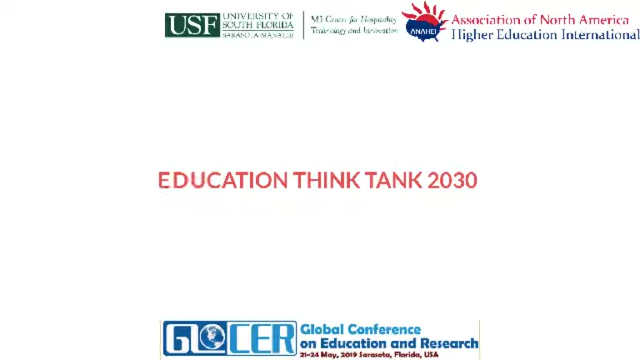 USF
UNIVERSITY OF
SOUTH FLORIDA
SARASOTA-MANATEE
M3 Center for Hospitality
Technology and Innovation
ANAHEI
Association of North America
Higher Education International
EDUCATION THINK TANK 2030
GLOCER
Global Conference
on Education and Research
21-24 May, 2019 Sarasota, Florida, USA